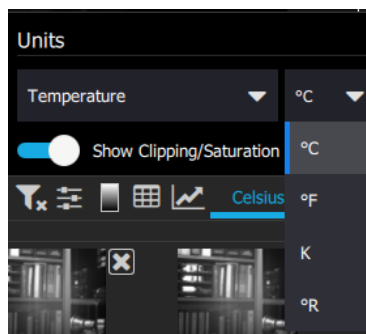 Units
Temperature °C
Show Clipping/Saturation °C
Celsius °F
K
°R